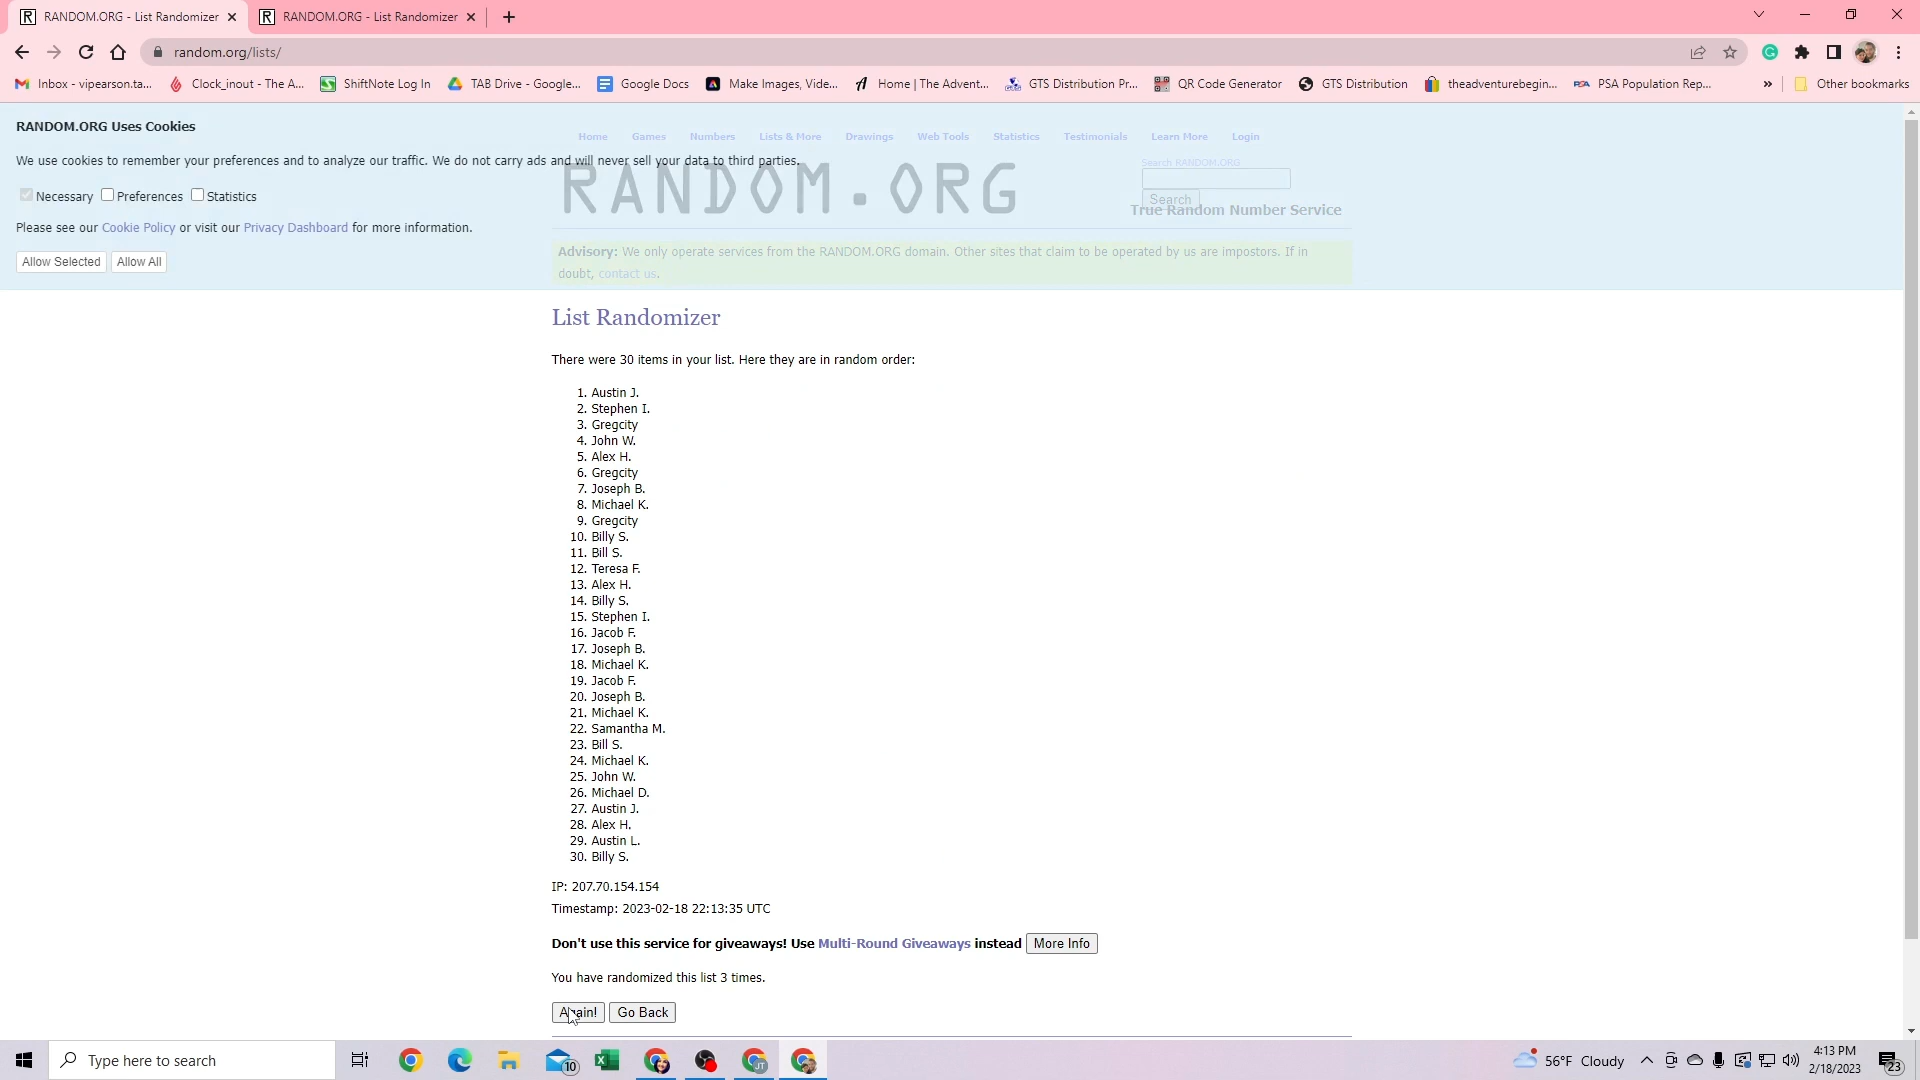 RANDOM.ORG - List Randomizer
RANDOM.ORG - List Randomizer
random.org/lists/
Inbox - vipearson.ta...
Clock_inout - The A...
ShiftNote Log In
TAB Drive - Google...
Google Docs
Make Images, Vide...
Home | The Advent...
GTS Distribution Pr...
QR Code Generator
GTS Distribution
theadventurebegin...
PSA Population Rep...
»
Other bookmarks
RANDOM.ORG Uses Cookies
We use cookies to remember your preferences and to analyze our traffic. We do not carry ads and will never sell your data to third parties.
Necessary Preferences Statistics
Please see our Cookie Policy or visit our Privacy Dashboard for more information.
Allow Selected Allow All
Home Games Numbers Lists & More Drawings Web Tools Statistics Testimonials Learn More Login
RANDOM.ORG
Search RANDOM.ORG
Search
True Random Number Service
Advisory: We only operate services from the RANDOM.ORG domain. Other sites that claim to be operated by us are impostors. If in
doubt, contact us.
List Randomizer
There were 30 items in your list. Here they are in random order:
1. Austin J.
2. Stephen I.
3. Gregcity
4. John W.
5. Alex H.
6. Gregcity
7. Joseph B.
8. Michael K.
9. Gregcity
10. Billy S.
11. Bill S.
12. Teresa F.
13. Alex H.
14. Billy S.
15. Stephen I.
16. Jacob F.
17. Joseph B.
18. Michael K.
19. Jacob F.
20. Joseph B.
21. Michael K.
22. Samantha M.
23. Bill S.
24. Michael K.
25. John W.
26. Michael D.
27. Austin J.
28. Alex H.
29. Austin L.
30. Billy S.
IP: 207.70.154.154
Timestamp: 2023-02-18 22:13:35 UTC
Don't use this service for giveaways! Use Multi-Round Giveaways instead More Info
You have randomized this list 3 times.
Again! Go Back
Type here to search
10
56°F Cloudy
4:13 PM
2/18/2023
23